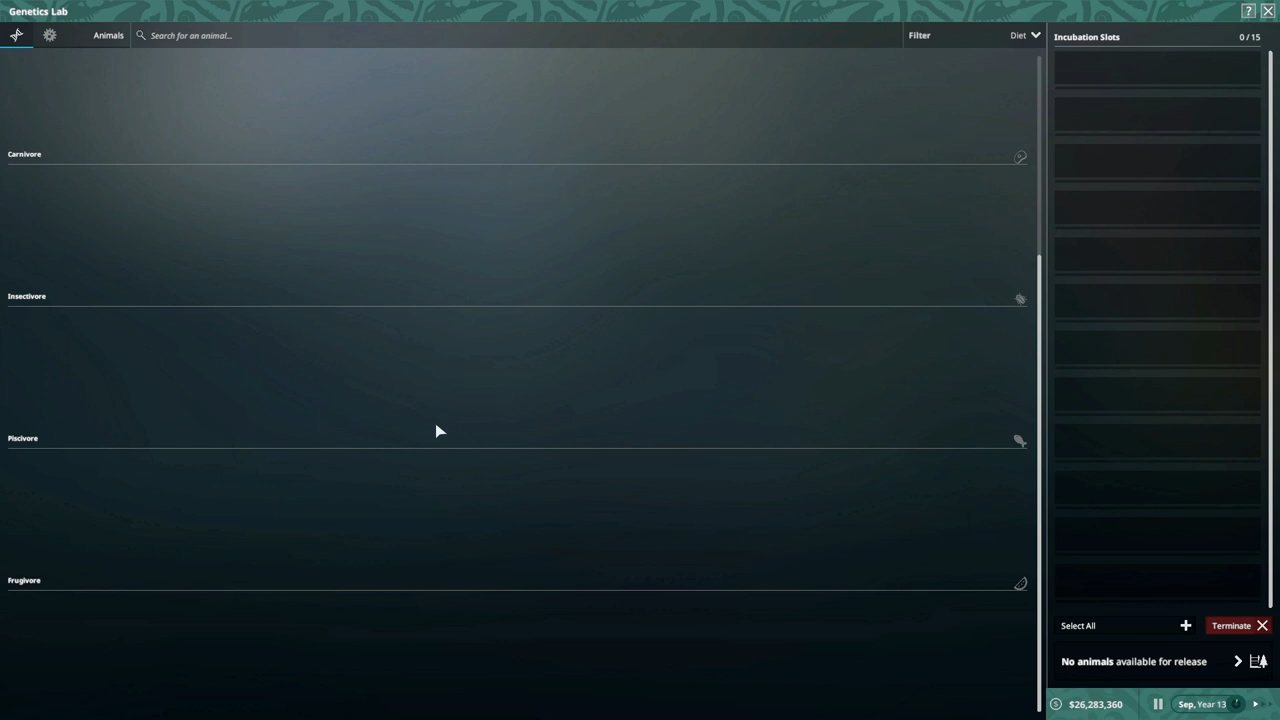 Genetics Lab
?
Animals
Search for an animal...
Filter
Diet
Incubation Slots
0 / 15
Carnivore
Insectivore
Piscivore
Frugivore
Select All
Terminate
No animals available for release
$26,283,360
Sep, Year 13